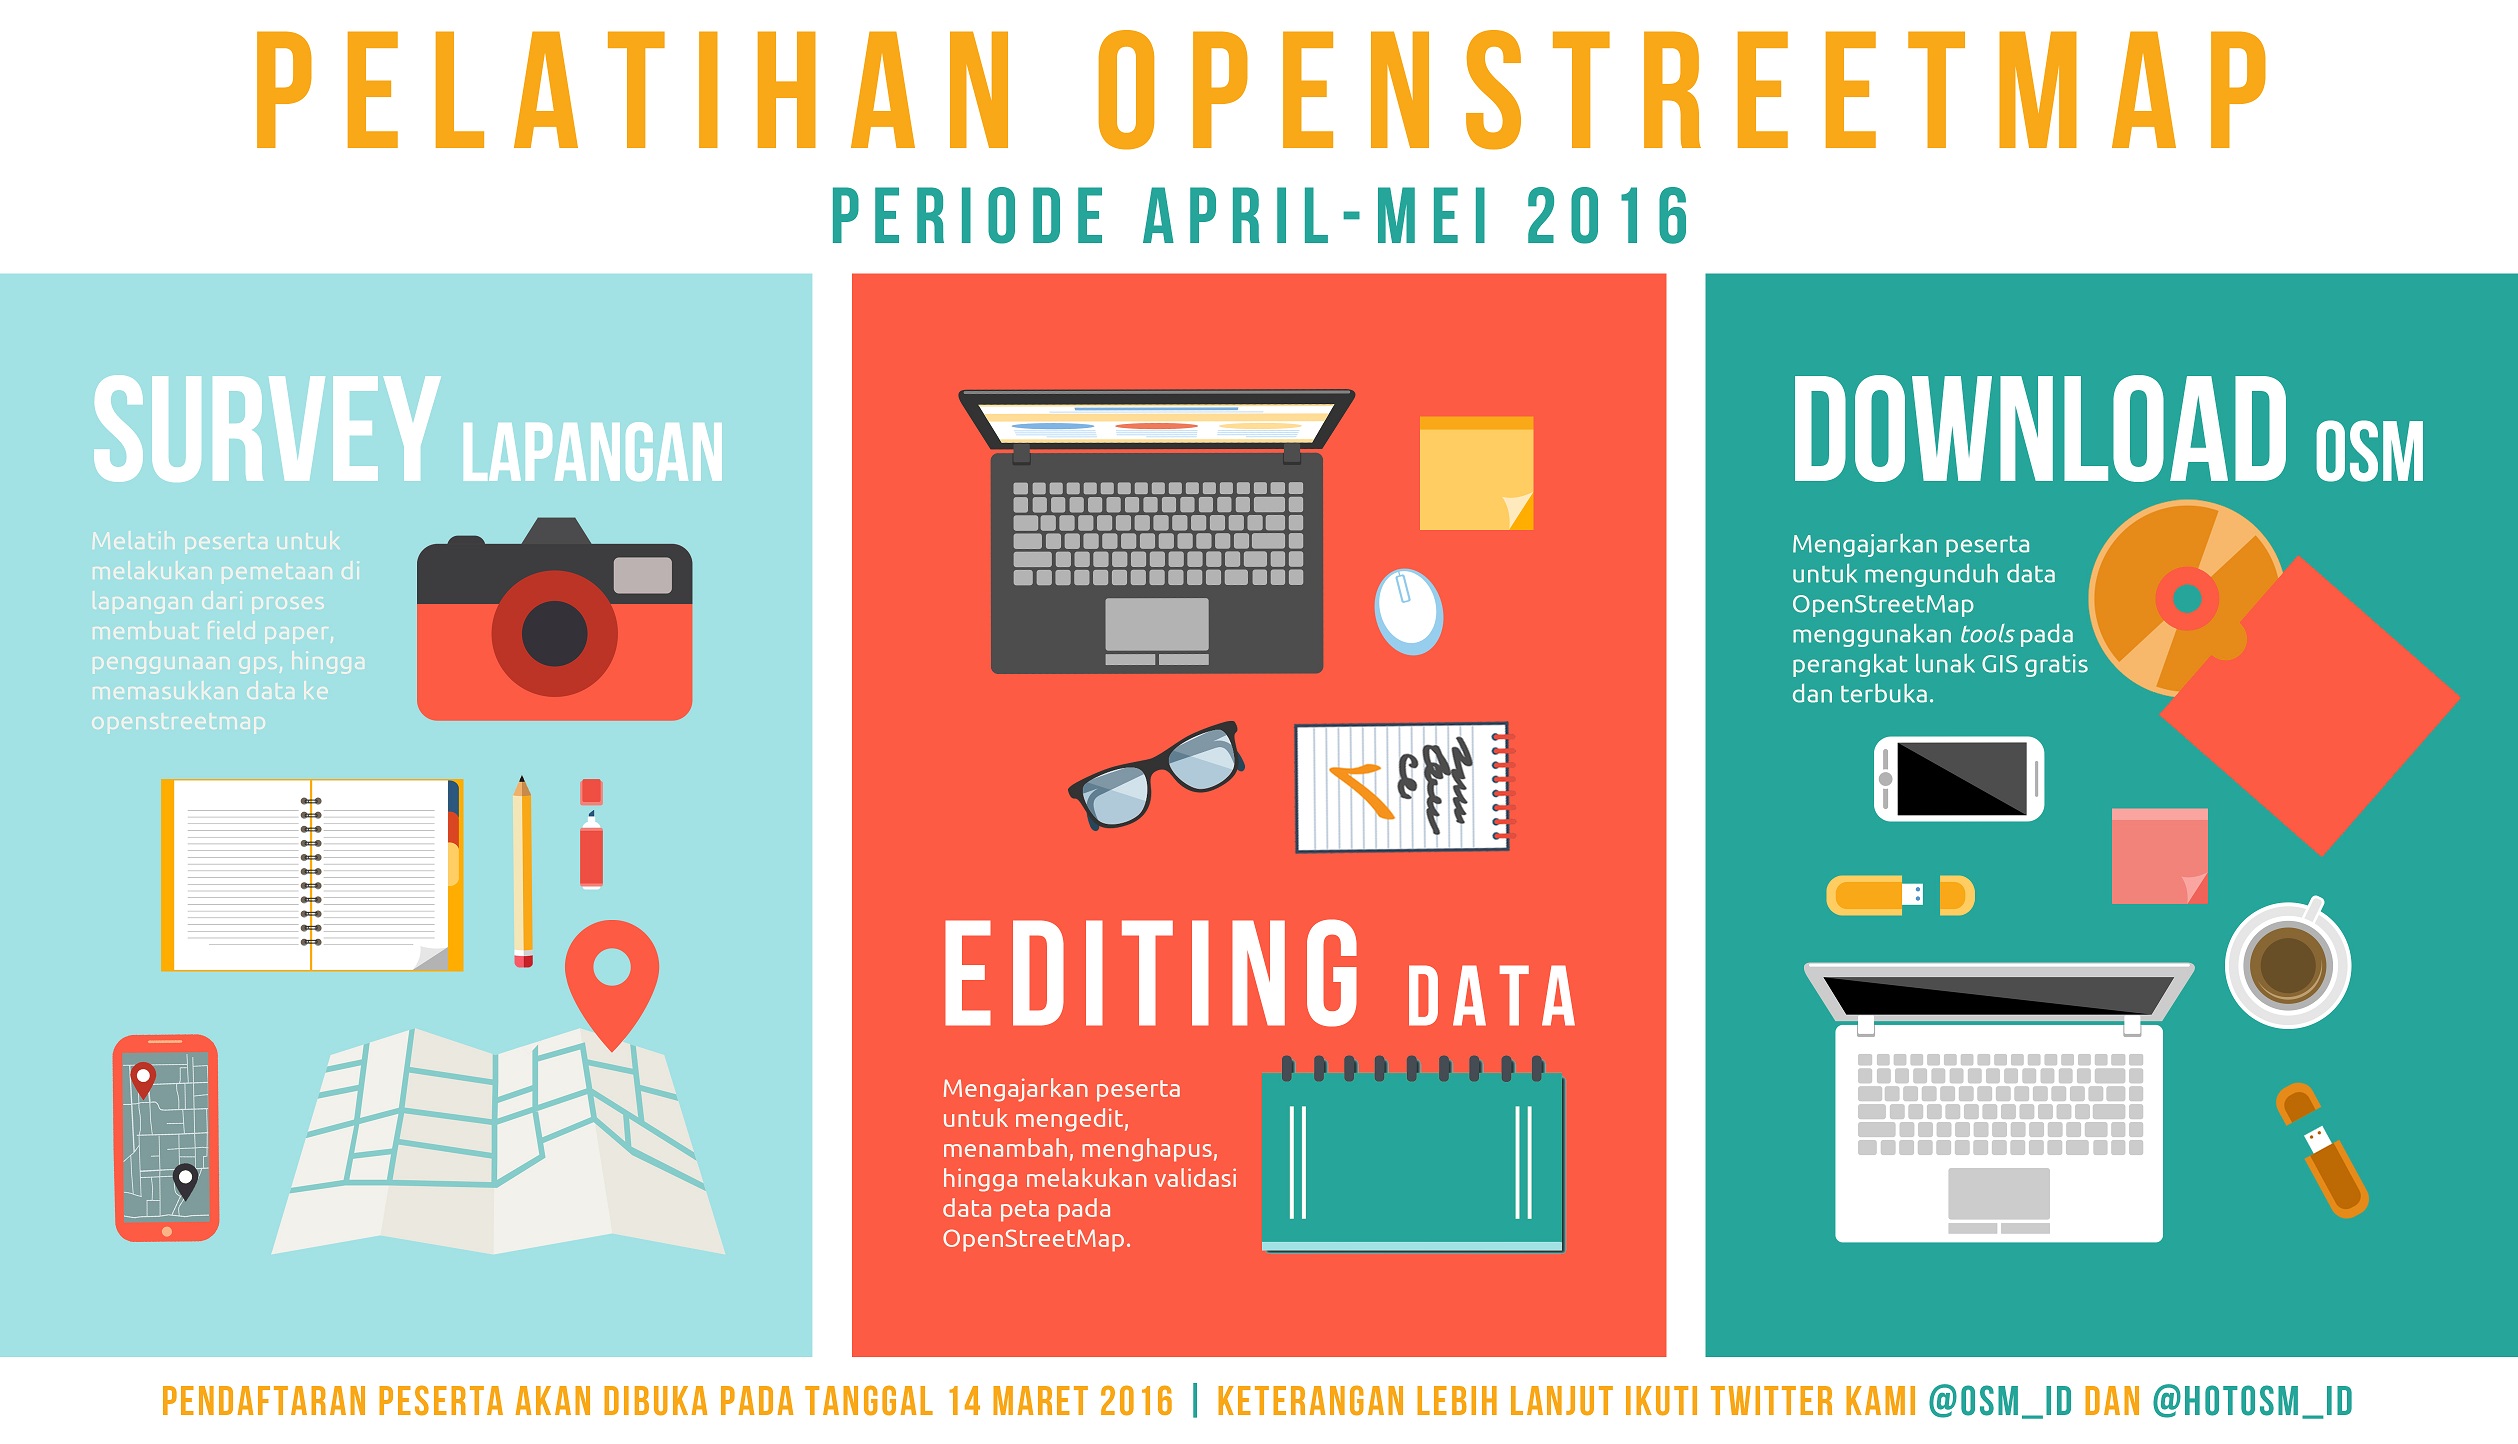 PELATIHAN OPENSTREETMAP
PERIODE APRIL-MEI 2016
SURVEY LAPANGAN
Melatih peserta untuk
melakukan pemetaan di
lapangan dari proses
membuat field paper,
penggunaan gps, hingga
memasukkan data ke
openstreetmap
EDITING DATA
Mengajarkan peserta
untuk mengedit,
menambah, menghapus,
hingga melakukan validasi
data peta pada
OpenStreetMap.
DOWNLOAD OSM
Mengajarkan peserta
untuk mengunduh data
OpenStreetMap
menggunakan tools pada
perangkat lunak GIS gratis
dan terbuka.
PENDAFTARAN PESERTA AKAN DIBUKA PADA TANGGAL 14 MARET 2016 | KETERANGAN LEBIH LANJUT IKUTI TWITTER KAMI @OSM_ID DAN @HOTOSM_ID